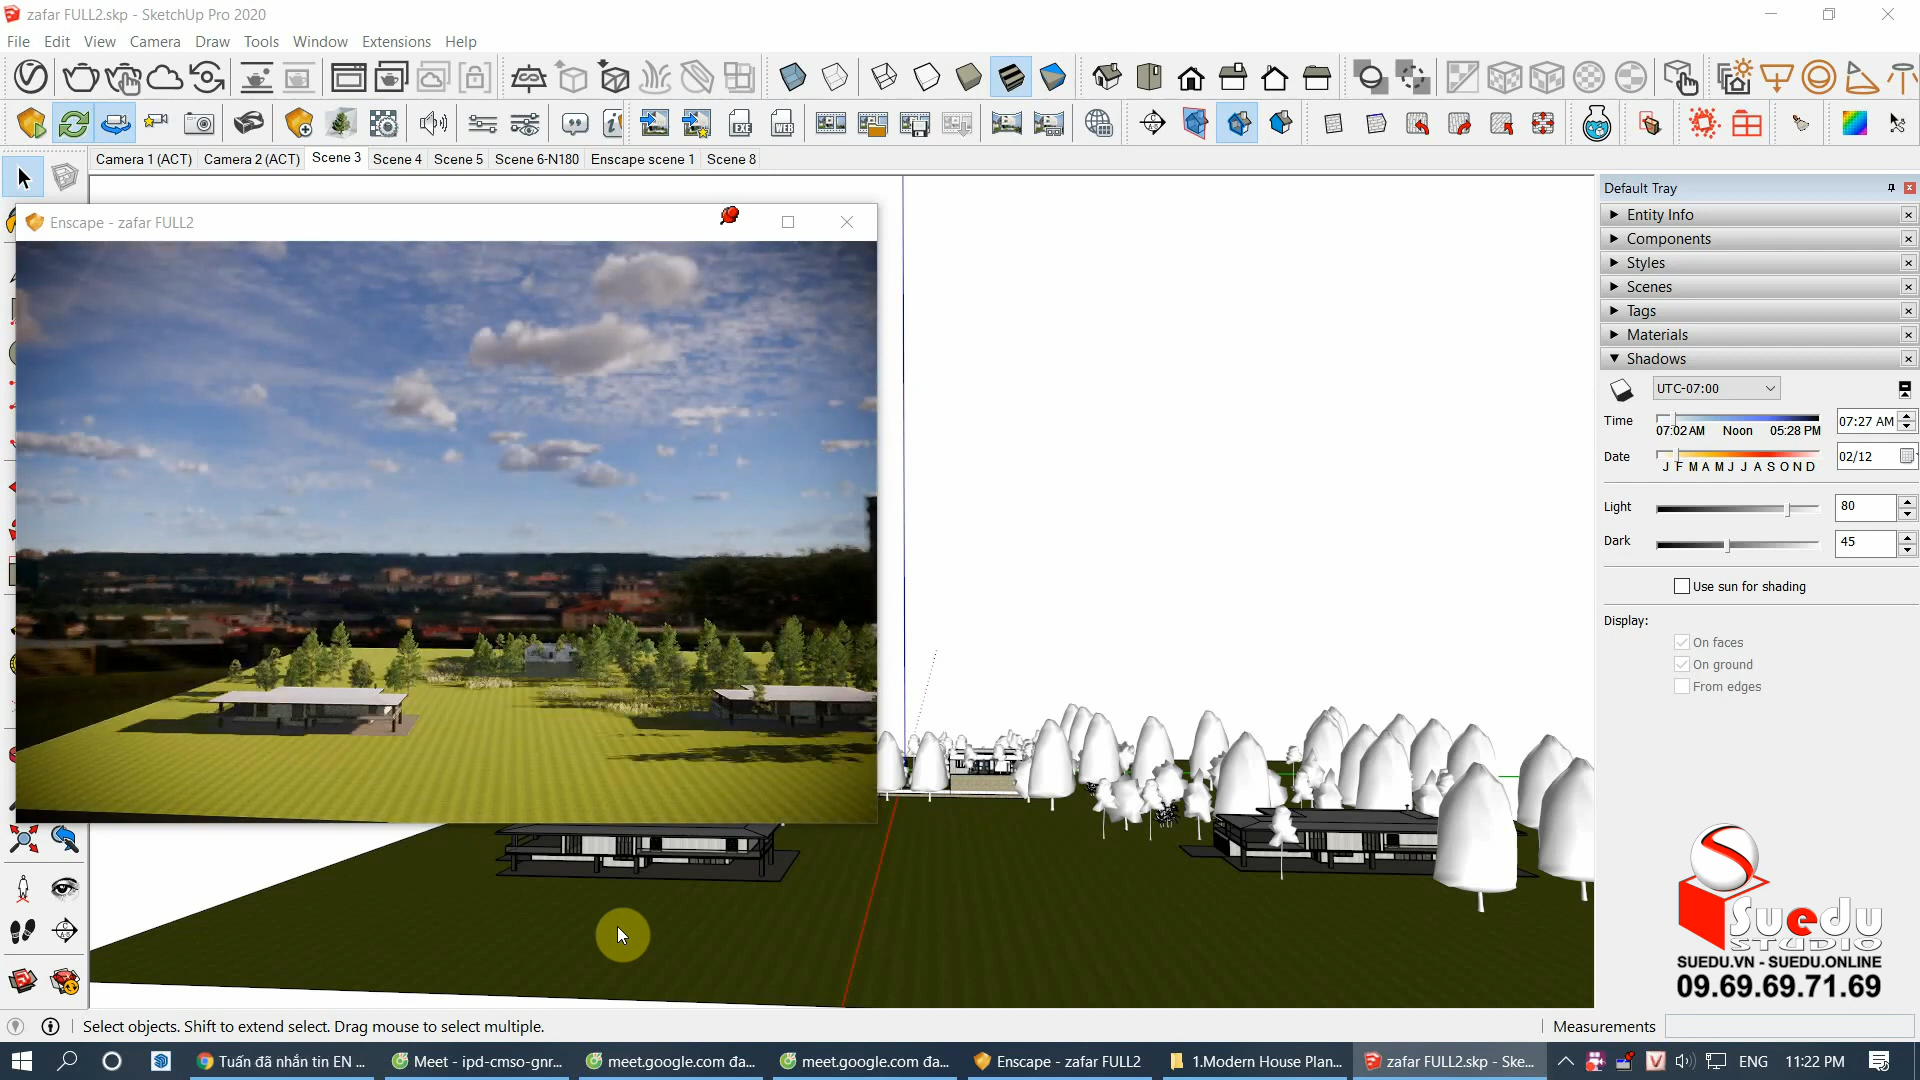 zafar FULL2.skp - SketchUp Pro 2020
File Edit View Camera Draw Tools Window Extensions Help
Camera 1 (ACT) Camera 2 (ACT) Scene 3 Scene 4 Scene 5 Scene 6-N180 Enscape scene 1 Scene 8
Enscape - zafar FULL2
Default Tray
Entity Info
Components
Styles
Scenes
Tags
Materials
Shadows
UTC-07:00
Time
07:02AM Noon 05:28 PM
07:27 AM
Date
J F M A M J J A S O N D
02/12
Light 80
Dark 45
Use sun for shading
Display:
On faces
On ground
From edges
Suedu
STUDIO
SUEDU.VN - SUEDU.ONLINE
09.69.69.71.69
Select objects. Shift to extend select. Drag mouse to select multiple.
Measurements
Tuấn đã nhắn tin EN ...
Meet - ipd-cmso-gnr...
meet.google.com đa...
meet.google.com đa...
Enscape - zafar FULL2
1.Modern House Plan...
zafar FULL2.skp - Ske...
ENG
11:22 PM